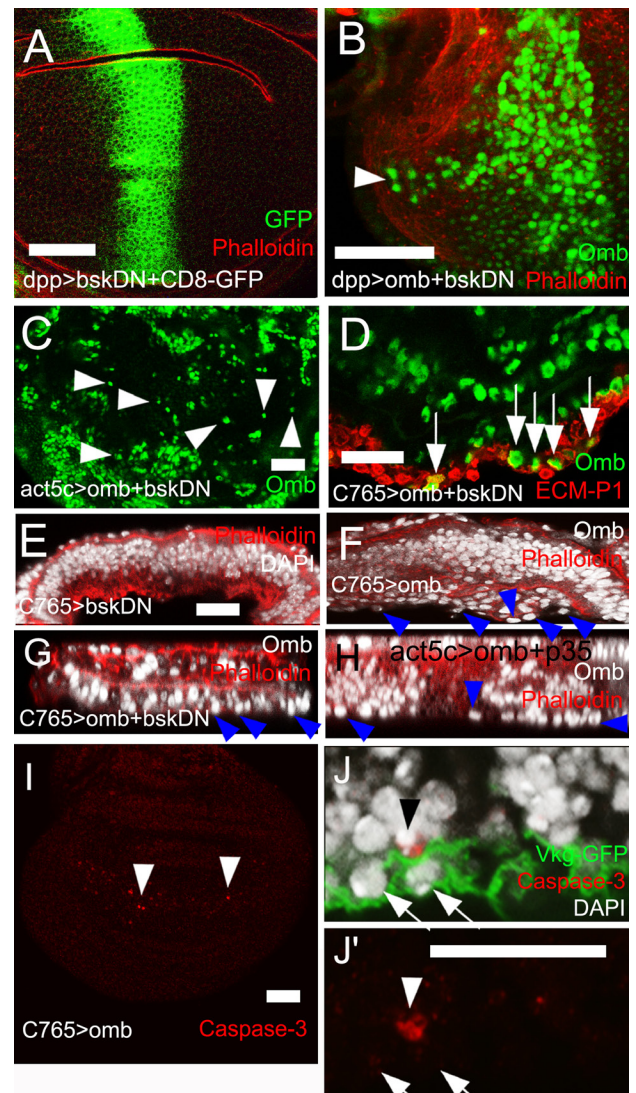 A
GFP
Phalloidin
dpp>bskDN+CD8-GFP
B
Omb
dpp>omb+bskDN
Phalloidin
C
act5c>omb+bskDN
Omb
D
Omb
C765>omb+bskDN
ECM-P1
E
Phalloidin
DAPI
C765>bskDN
F
Omb
Phalloidin
C765>omb
G
Omb
Phalloidin
C765>omb+bskDN
H
act5c>omb+p35
Omb
Phalloidin
I
C765>omb
Caspase-3
J
Vkg-GFP
Caspase-3
DAPI
J'